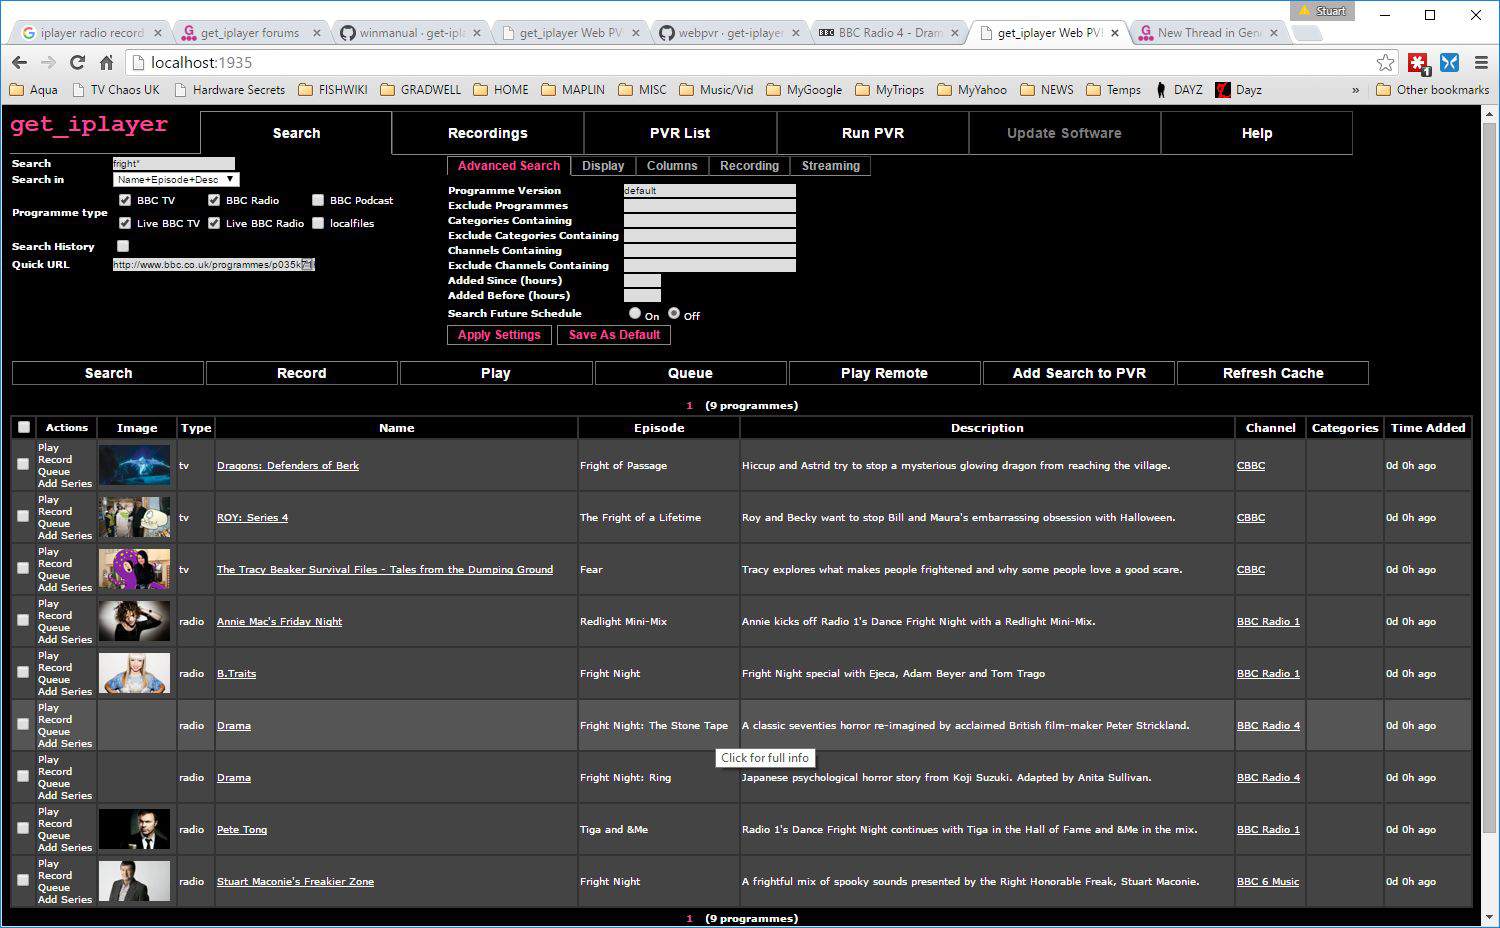 Stuart
iplayer radio record
get_iplayer forums
winmanual · get-ipl
get_iplayer Web PV
webpvr · get-iplayer
BBC Radio 4 - Dram
get_iplayer Web PV
New Thread in Gen
localhost:1935
1
Aqua
TV Chaos UK
Hardware Secrets
FISHWIKI
GRADWELL
HOME
MAPLIN
MISC
Music/Vid
MyGoogle
MyTriops
MyYahoo
NEWS
Temps
DAYZ
Dayz
»
Other bookmarks
get_iplayer
Search
Recordings
PVR List
Run PVR
Update Software
Help
Search fright*
Search in Name+Episode+Desc
Programme type
BBC TV
BBC Radio
BBC Podcast
Live BBC TV
Live BBC Radio
localfiles
Search History
Quick URL http://www.bbc.co.uk/programmes/p035k
Advanced Search
Display
Columns
Recording
Streaming
Programme Version default
Exclude Programmes
Categories Containing
Exclude Categories Containing
Channels Containing
Exclude Channels Containing
Added Since (hours)
Added Before (hours)
Search Future Schedule On Off
Apply Settings
Save As Default
Search
Record
Play
Queue
Play Remote
Add Search to PVR
Refresh Cache
1 (9 programmes)
Actions Image Type Name Episode Description Channel Categories Time Added
Play
Record
Queue
Add Series
tv Dragons: Defenders of Berk Fright of Passage Hiccup and Astrid try to stop a mysterious glowing dragon from reaching the village. CBBC 0d 0h ago
Play
Record
Queue
Add Series
tv ROY: Series 4 The Fright of a Lifetime Roy and Becky want to stop Bill and Maura's embarrassing obsession with Halloween. CBBC 0d 0h ago
Play
Record
Queue
Add Series
tv The Tracy Beaker Survival Files - Tales from the Dumping Ground Fear Tracy explores what makes people frightened and why some people love a good scare. CBBC 0d 0h ago
Play
Record
Queue
Add Series
radio Annie Mac's Friday Night Redlight Mini-Mix Annie kicks off Radio 1's Dance Fright Night with a Redlight Mini-Mix. BBC Radio 1 0d 0h ago
Play
Record
Queue
Add Series
radio B.Traits Fright Night Fright Night special with Ejeca, Adam Beyer and Tom Trago BBC Radio 1 0d 0h ago
Play
Record
Queue
Add Series
radio Drama Fright Night: The Stone Tape A classic seventies horror re-imagined by acclaimed British film-maker Peter Strickland. BBC Radio 4 0d 0h ago
Click for full info
Play
Record
Queue
Add Series
radio Drama Fright Night: Ring Japanese psychological horror story from Koji Suzuki. Adapted by Anita Sullivan. BBC Radio 4 0d 0h ago
Play
Record
Queue
Add Series
radio Pete Tong Tiga and &Me Radio 1's Dance Fright Night continues with Tiga in the Hall of Fame and &Me in the mix. BBC Radio 1 0d 0h ago
Play
Record
Queue
Add Series
radio Stuart Maconie's Freakier Zone Fright Night A frightful mix of spooky sounds presented by the Right Honorable Freak, Stuart Maconie. BBC 6 Music 0d 0h ago
1 (9 programmes)